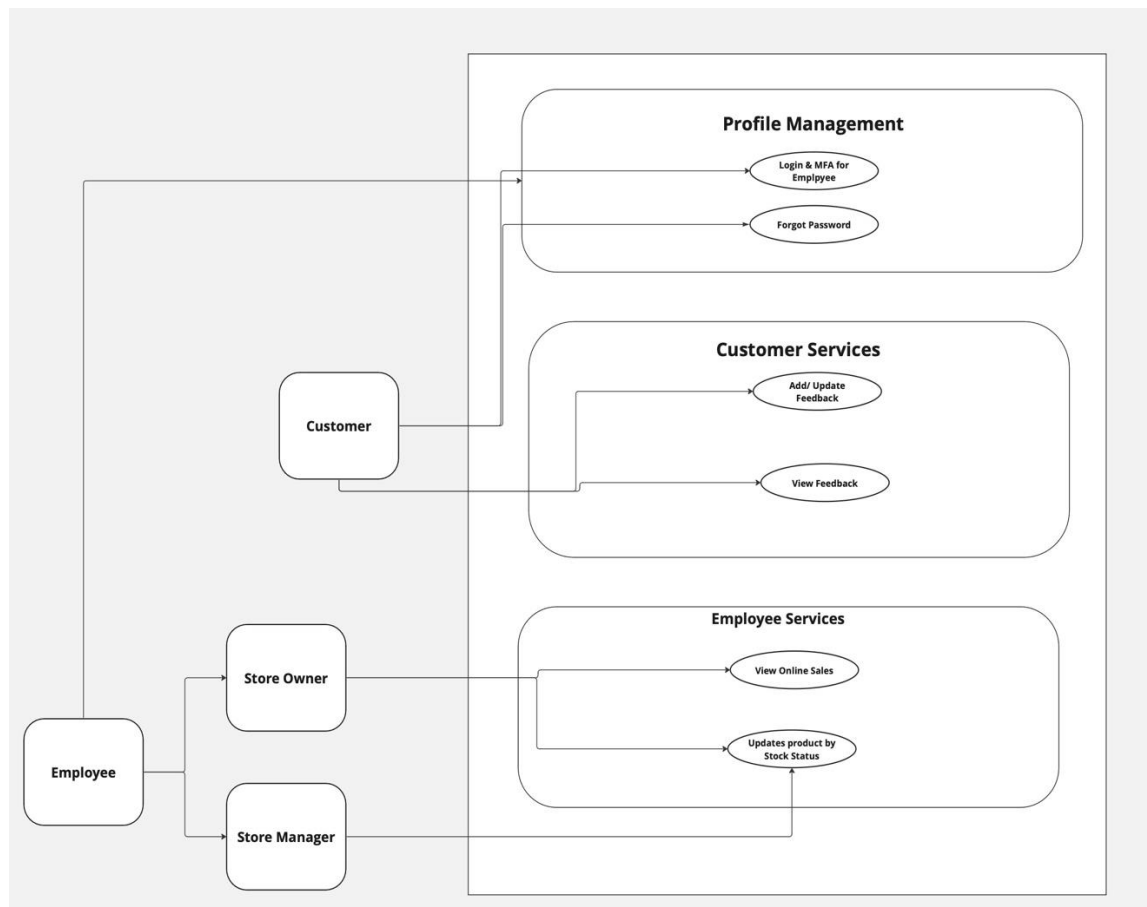 Profile Management
Login & MFA for
Emplpyee
Forgot Password
Customer Services
Add/ Update
Feedback
Customer
View Feedback
Employee Services
View Online Sales
Store Owner
Updates product by
Stock Status
Employee
Store Manager